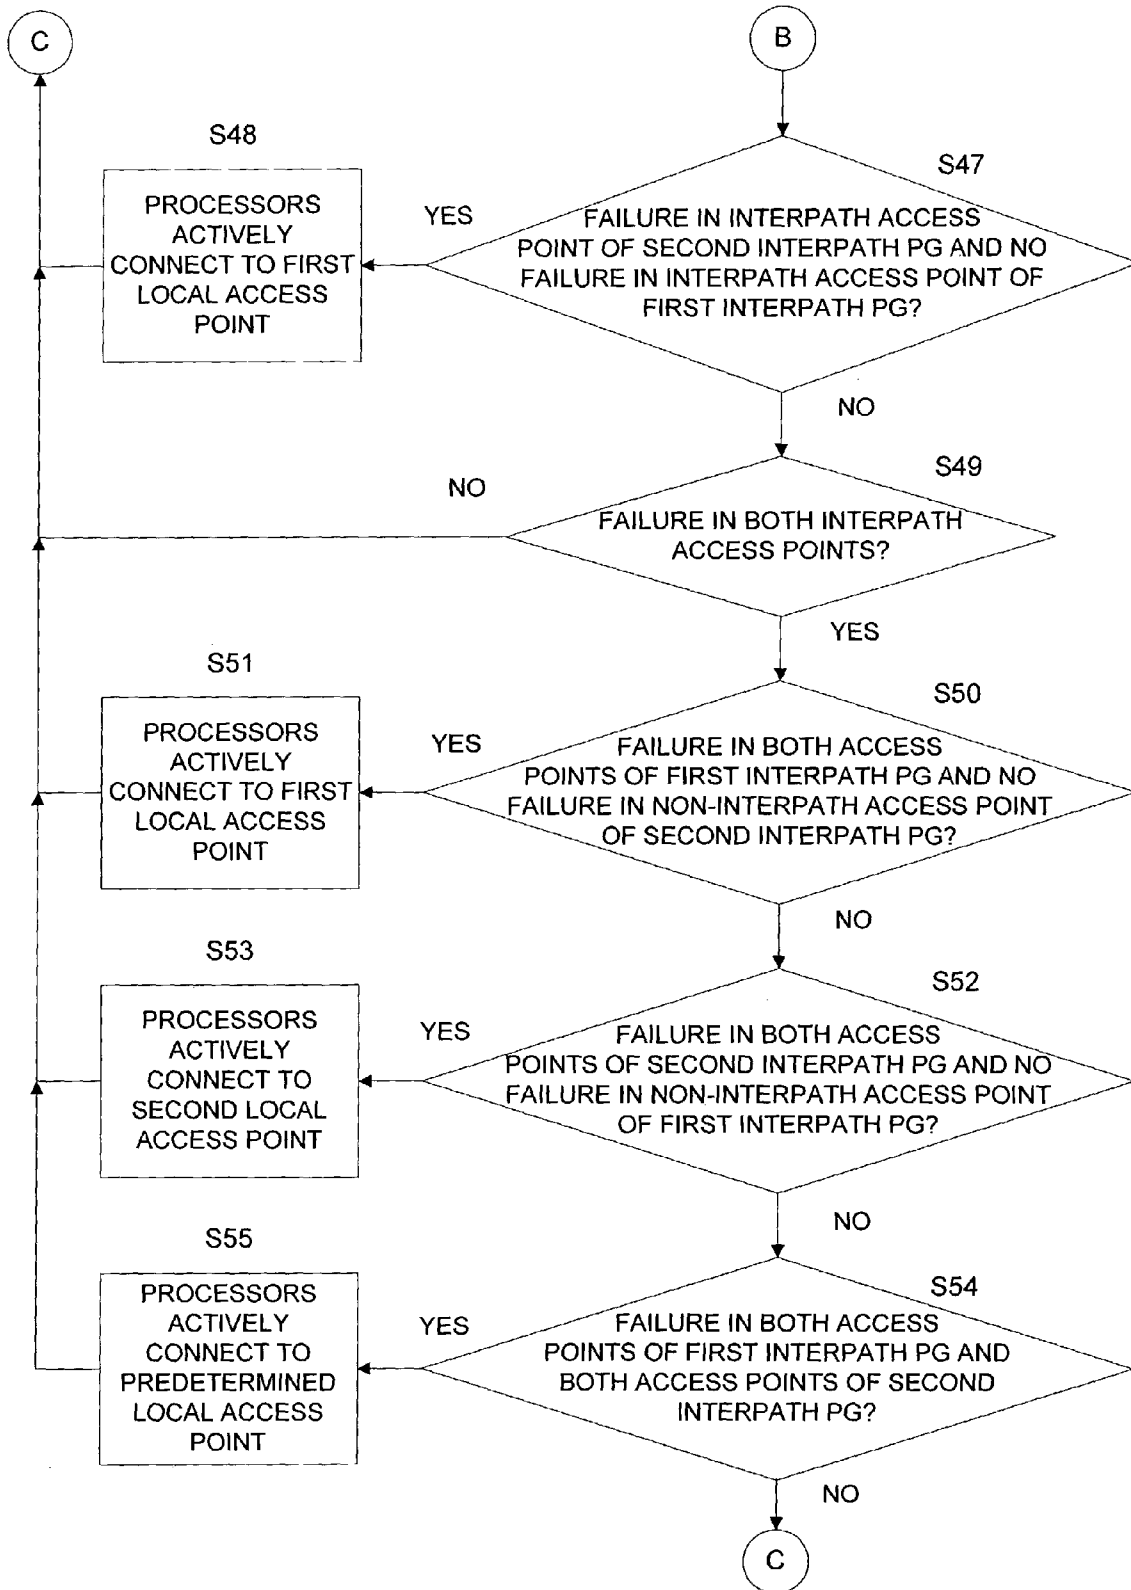 C
B
S48
PROCESSORS
ACTIVELY
CONNECT TO FIRST
LOCAL ACCESS
POINT
YES
S47
FAILURE IN INTERPATH ACCESS
POINT OF SECOND INTERPATH PG AND NO
FAILURE IN INTERPATH ACCESS POINT OF
FIRST INTERPATH PG?
NO
S49
NO
FAILURE IN BOTH INTERPATH
ACCESS POINTS?
YES
S51
PROCESSORS
ACTIVELY
CONNECT TO FIRST
LOCAL ACCESS
POINT
YES
S50
FAILURE IN BOTH ACCESS
POINTS OF FIRST INTERPATH PG AND NO
FAILURE IN NON-INTERPATH ACCESS POINT
OF SECOND INTERPATH PG?
NO
S53
PROCESSORS
ACTIVELY
CONNECT TO
SECOND LOCAL
ACCESS POINT
YES
S52
FAILURE IN BOTH ACCESS
POINTS OF SECOND INTERPATH PG AND NO
FAILURE IN NON-INTERPATH ACCESS POINT
OF FIRST INTERPATH PG?
NO
S55
PROCESSORS
ACTIVELY
CONNECT TO
PREDETERMINED
LOCAL ACCESS
POINT
YES
S54
FAILURE IN BOTH ACCESS
POINTS OF FIRST INTERPATH PG AND
BOTH ACCESS POINTS OF SECOND
INTERPATH PG?
NO
C